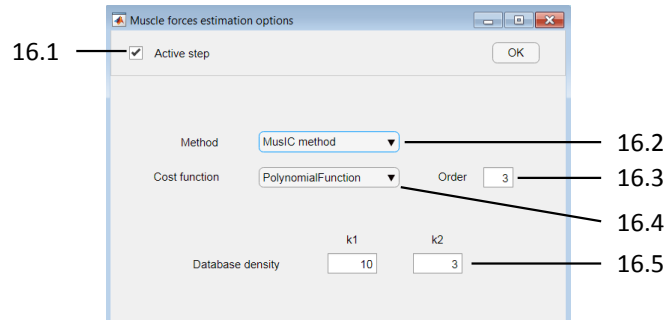 Muscle forces estimation options
16.1
Active step
OK
Method
MusIC method
16.2
Cost function
PolynomialFunction
Order
3
16.3
16.4
k1
k2
Database density
10
3
16.5